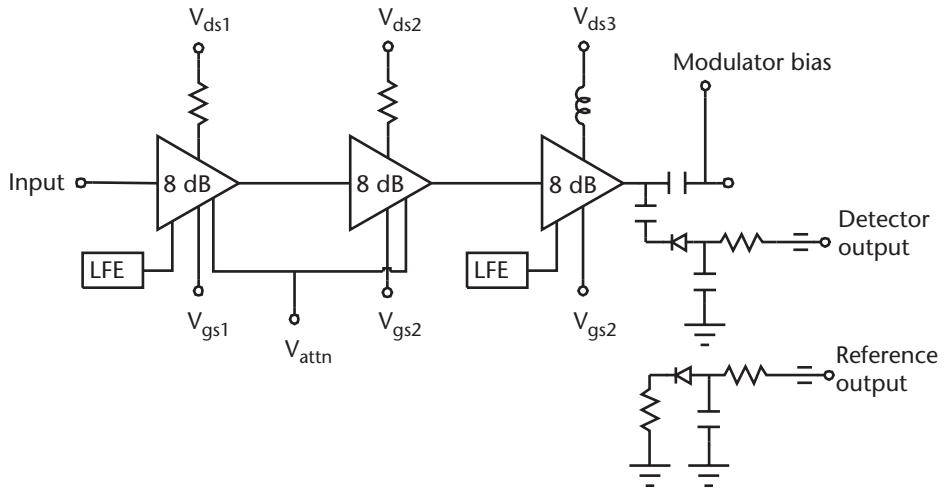 V_ds1
V_ds2
V_ds3
Modulator bias
Input
8 dB
8 dB
8 dB
Detector
output
LFE
LFE
V_gs1
V_attn
V_gs2
V_gs2
Reference
output